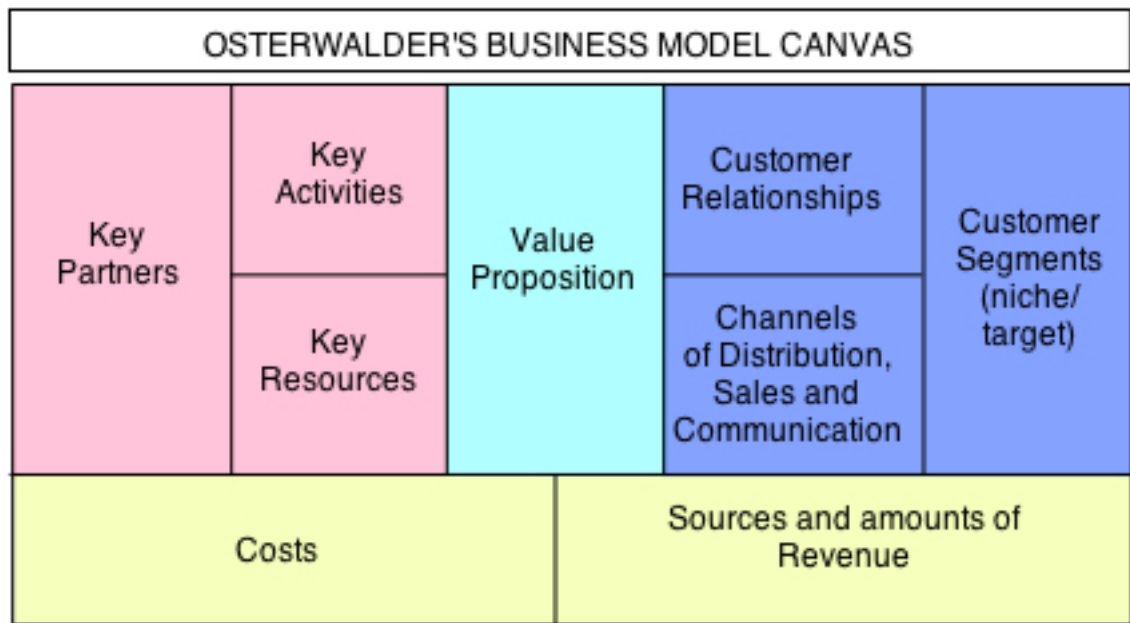 OSTERWALDER'S BUSINESS MODEL CANVAS
Key
Partners
Key
Activities
Key
Resources
Value
Proposition
Customer
Relationships
Channels
of Distribution,
Sales and
Communication
Customer
Segments
(niche/
target)
Costs
Sources and amounts of
Revenue